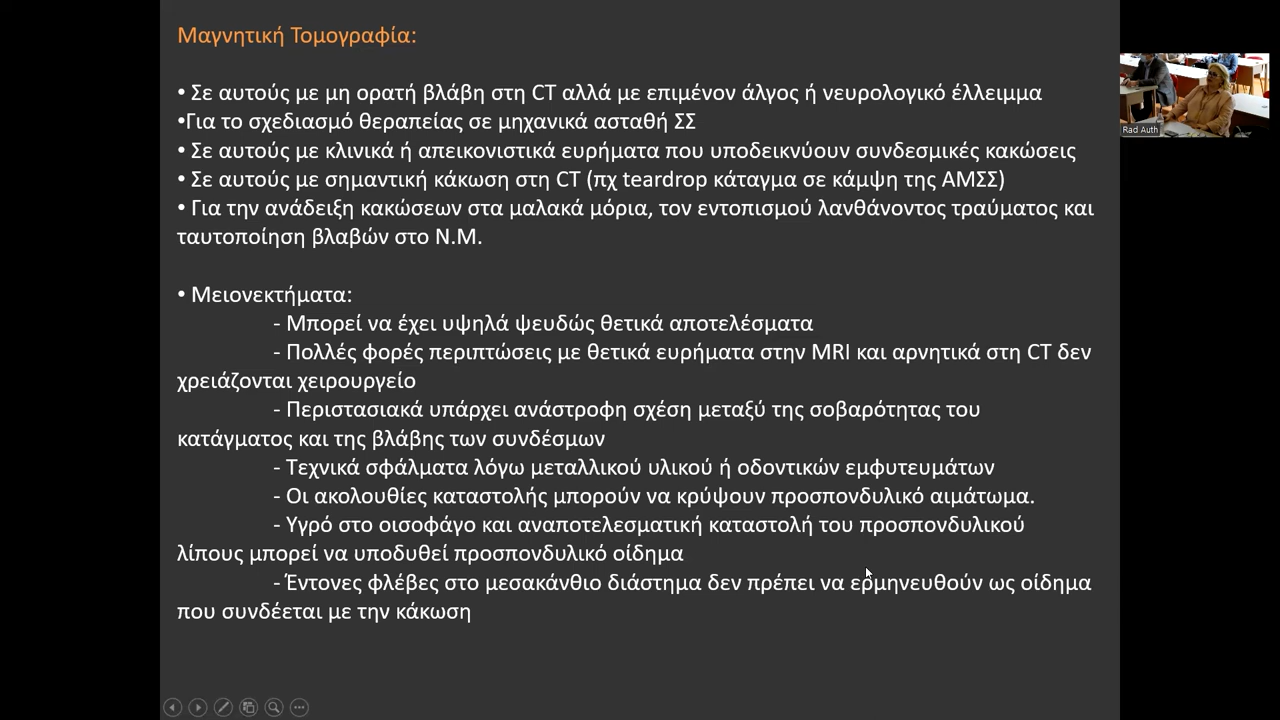 Μαγνητική Τομογραφία:
• Σε αυτούς με μη ορατή βλάβη στη CT αλλά με επιμένον άλγος ή νευρολογικό έλλειμμα
•Για το σχεδιασμό θεραπείας σε μηχανικά ασταθή ΣΣ
• Σε αυτούς με κλινικά ή απεικονιστικά ευρήματα που υποδεικνύουν συνδεσμικές κακώσεις
• Σε αυτούς με σημαντική κάκωση στη CT (πχ teardrop κάταγμα σε κάμψη της ΑΜΣΣ)
• Για την ανάδειξη κακώσεων στα μαλακά μόρια, τον εντοπισμού λανθάνοντος τραύματος και
ταυτοποίηση βλαβών στο Ν.Μ.
• Μειονεκτήματα:
- Μπορεί να έχει υψηλά ψευδώς θετικά αποτελέσματα
- Πολλές φορές περιπτώσεις με θετικά ευρήματα στην MRI και αρνητικά στη CT δεν
χρειάζονται χειρουργείο
- Περιστασιακά υπάρχει ανάστροφη σχέση μεταξύ της σοβαρότητας του
κατάγματος και της βλάβης των συνδέσμων
- Τεχνικά σφάλματα λόγω μεταλλικού υλικού ή οδοντικών εμφυτευμάτων
- Οι ακολουθίες καταστολής μπορούν να κρύψουν προσπονδυλικό αιμάτωμα.
- Υγρό στο οισοφάγο και αναποτελεσματική καταστολή του προσπονδυλικού
λίπους μπορεί να υποδυθεί προσπονδυλικό οίδημα
- Έντονες φλέβες στο μεσακάνθιο διάστημα δεν πρέπει να ερμηνευθούν ως οίδημα
που συνδέεται με την κάκωση
Rad Auth